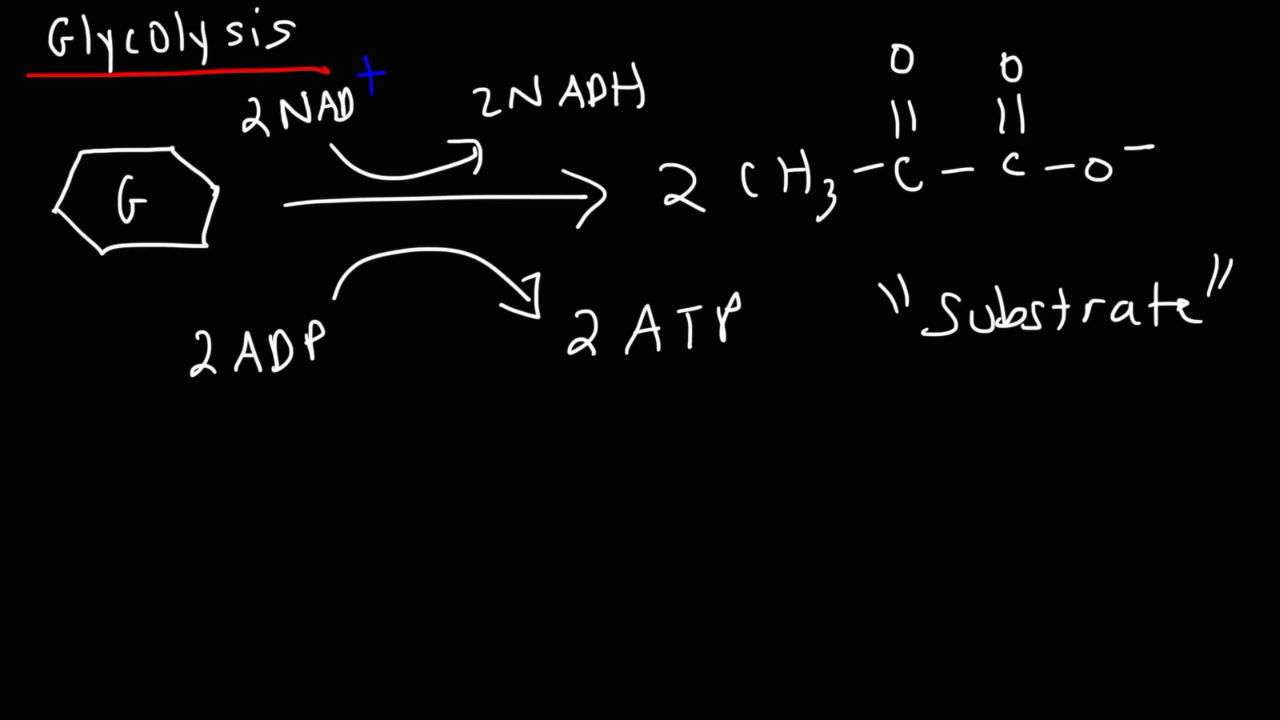 Glycolysis
2NAD+ 2NADH
O O
|| ||
G 2 CH3-C-C-O-
"Substrate"
2ADP 2ATP